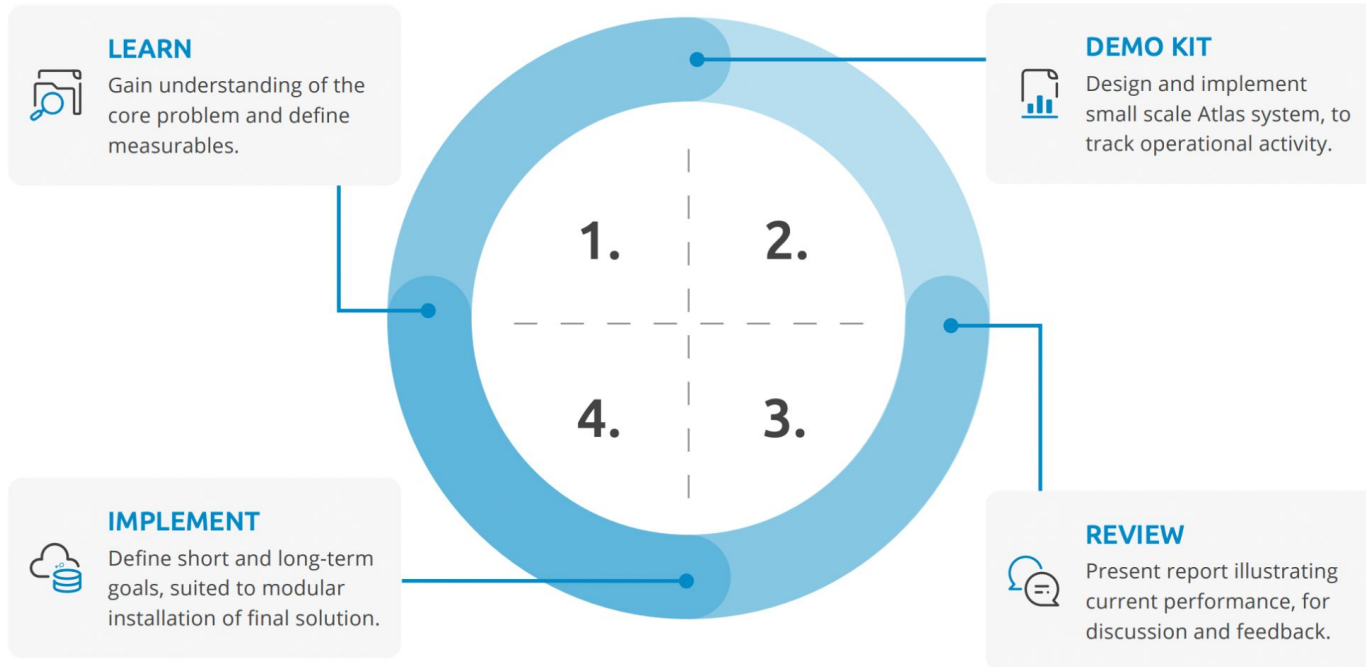 LEARN
Gain understanding of the
core problem and define
measurables.
DEMO KIT
Design and implement
small scale Atlas system, to
track operational activity.
1.
2.
4.
3.
IMPLEMENT
Define short and long-term
goals, suited to modular
installation of final solution.
REVIEW
Present report illustrating
current performance, for
discussion and feedback.